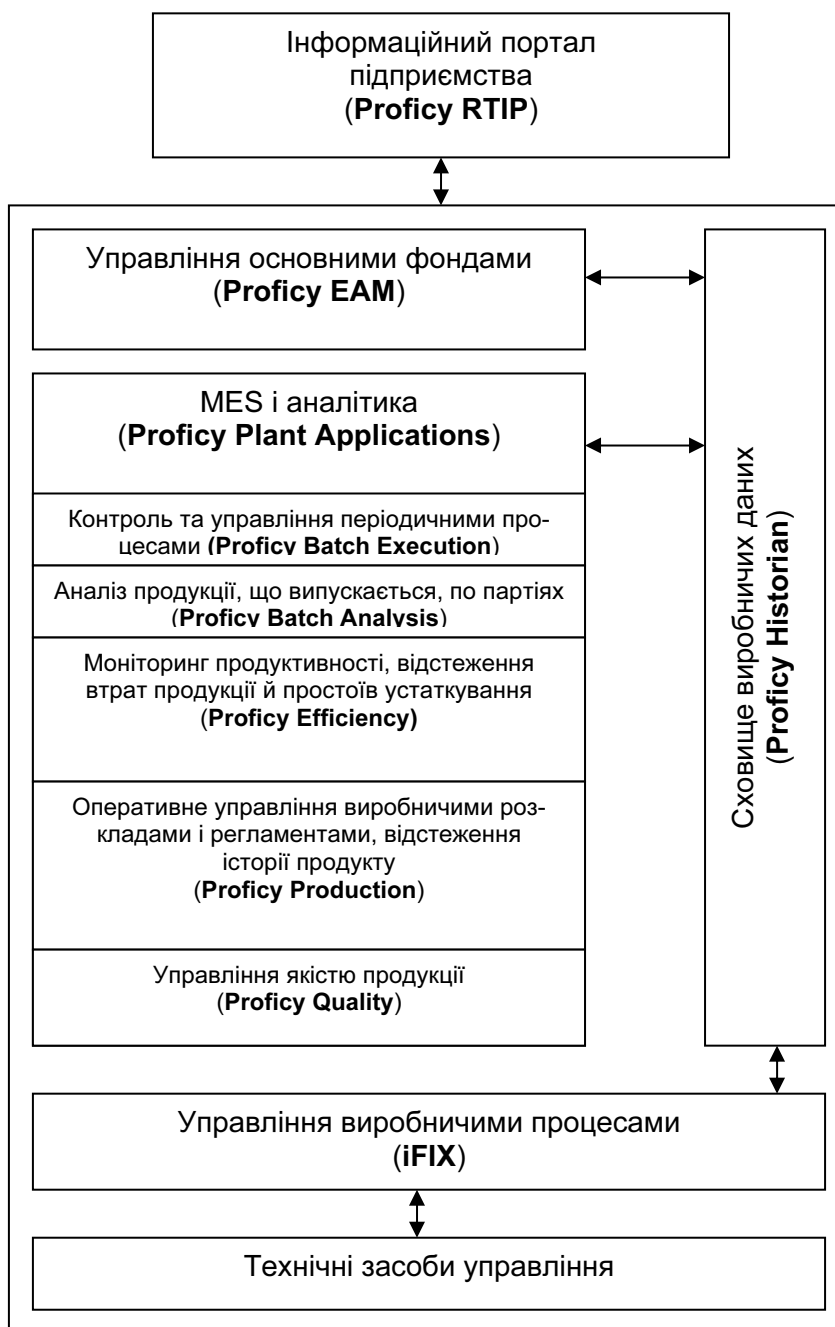 Інформаційний портал
підприємства
(Proficy RTIP)
Управління основними фондами
(Proficy EAM)
MES і аналітика
(Proficy Plant Applications)
Контроль та управління періодичними про-
цесами (Proficy Batch Execution)
Аналіз продукції, що випускається, по партіях
(Proficy Batch Analysis)
Моніторинг продуктивності, відстеження
втрат продукції й простоїв устаткування
(Proficy Efficiency)
Оперативне управління виробничими роз-
кладами і регламентами, відстеження
історії продукту
(Proficy Production)
Управління якістю продукції
(Proficy Quality)
Сховище виробничих даних
(Proficy Historian)
Управління виробничими процесами
(iFIX)
Технічні засоби управління